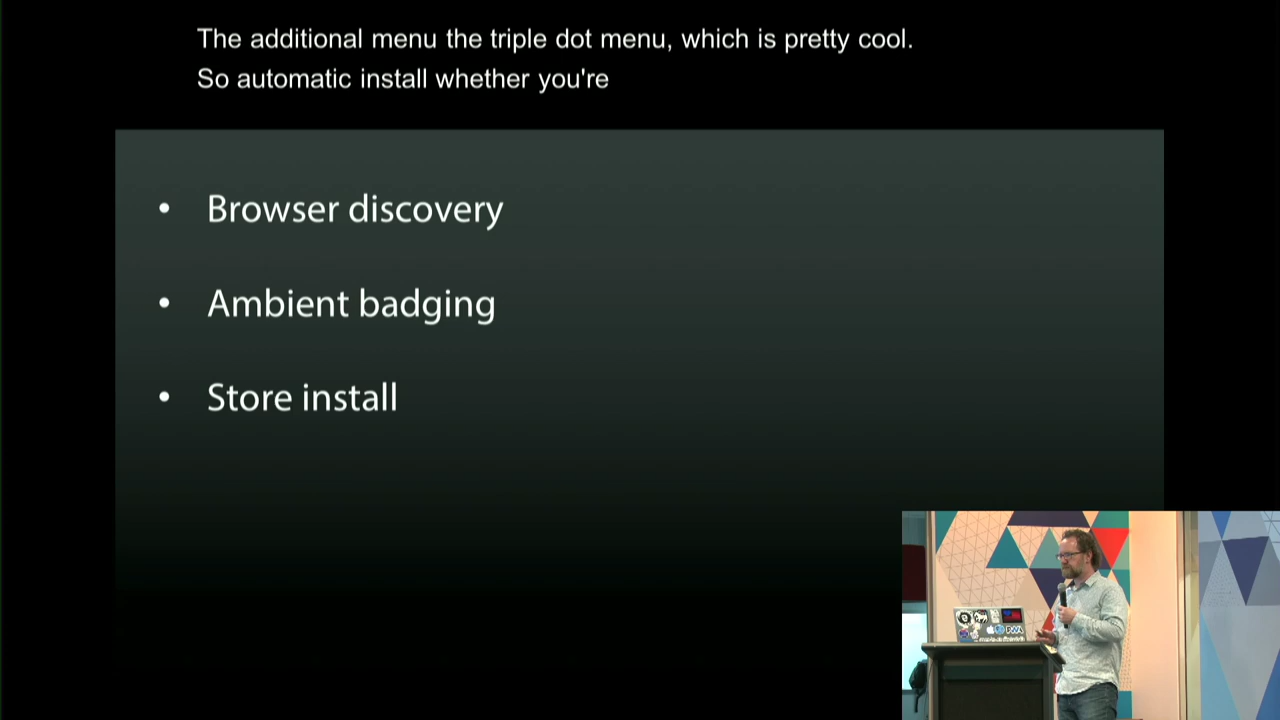 The additional menu the triple dot menu, which is pretty cool.
So automatic install whether you're
• Browser discovery
• Ambient badging
• Store install
PWA